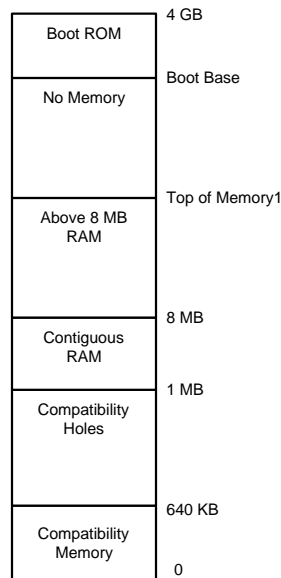 4 GB
Boot ROM
Boot Base
No Memory
Top of Memory1
Above 8 MB
RAM
8 MB
Contiguous
RAM
1 MB
Compatibility
Holes
640 KB
Compatibility
Memory
0